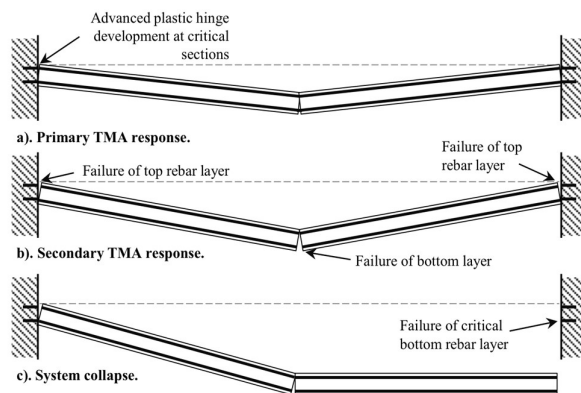 Advanced plastic hinge
development at critical
sections
a). Primary TMA response.
Failure of top rebar layer
Failure of top
rebar layer
b). Secondary TMA response.
Failure of bottom layer
Failure of critical
bottom rebar layer
c). System collapse.